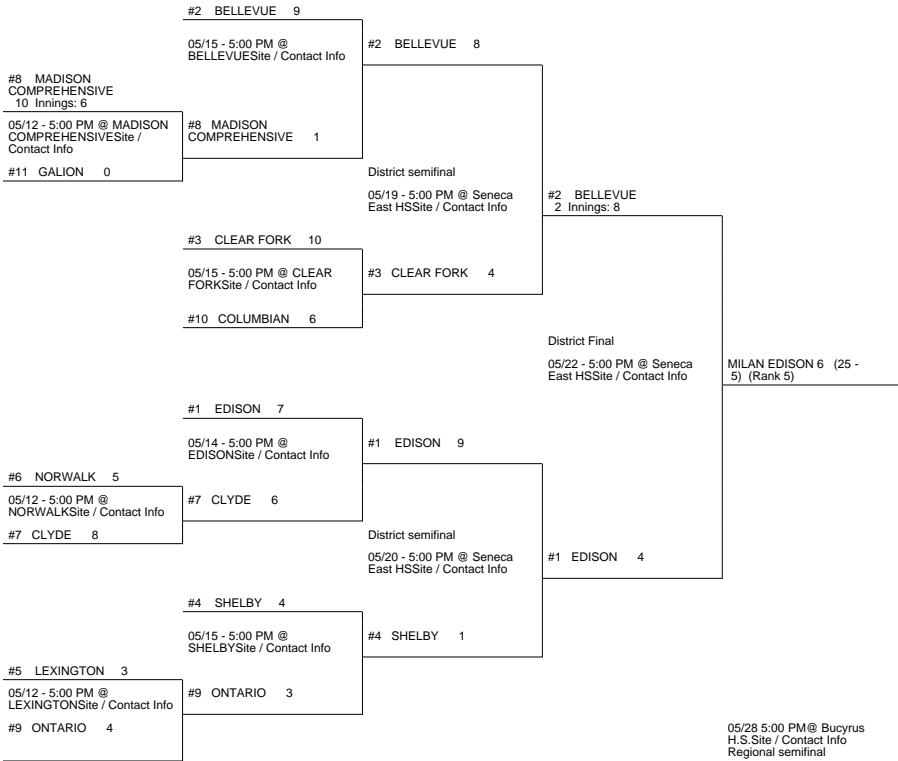 #2 BELLEVUE 9
05/15 - 5:00 PM @
BELLEVUESite / Contact Info
#2 BELLEVUE 8
#8 MADISON
COMPREHENSIVE
10 Innings: 6
05/12 - 5:00 PM @ MADISON
COMPREHENSIVESite /
Contact Info
#8 MADISON
COMPREHENSIVE 1
#11 GALION 0
District semifinal
05/19 - 5:00 PM @ Seneca
East HSSite / Contact Info
#2 BELLEVUE
2 Innings: 8
#3 CLEAR FORK 10
05/15 - 5:00 PM @ CLEAR
FORKSite / Contact Info
#3 CLEAR FORK 4
#10 COLUMBIAN 6
District Final
05/22 - 5:00 PM @ Seneca
East HSSite / Contact Info
MILAN EDISON 6 (25 -
5) (Rank 5)
#1 EDISON 7
05/14 - 5:00 PM @
EDISONSite / Contact Info
#1 EDISON 9
#6 NORWALK 5
05/12 - 5:00 PM @
NORWALKSite / Contact Info
#7 CLYDE 6
#7 CLYDE 8
District semifinal
05/20 - 5:00 PM @ Seneca
East HSSite / Contact Info
#1 EDISON 4
#4 SHELBY 4
05/15 - 5:00 PM @
SHELBYSite / Contact Info
#4 SHELBY 1
#5 LEXINGTON 3
05/12 - 5:00 PM @
LEXINGTONSite / Contact Info
#9 ONTARIO 3
#9 ONTARIO 4
05/28 5:00 PM@ Bucyrus
H.S.Site / Contact Info
Regional semifinal